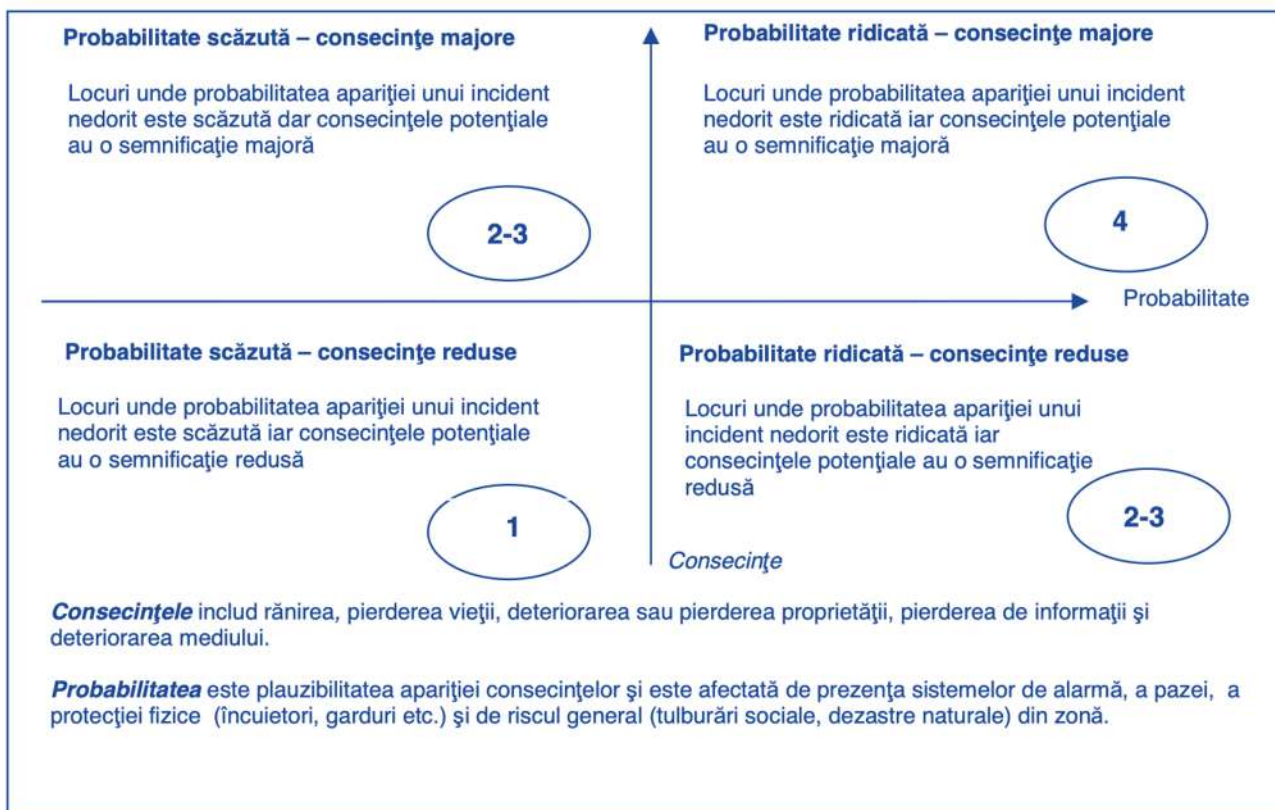 Probabilitate scăzută – consecinţe majore
Locuri unde probabilitatea apariţiei unui incident
nedorit este scăzută dar consecinţele potenţiale
au o semnificaţie majoră
2-3
Probabilitate ridicată – consecinţe majore
Locuri unde probabilitatea apariţiei unui incident
nedorit este ridicată iar consecinţele potenţiale
au o semnificaţie majoră
4
Probabilitate
Probabilitate scăzută – consecinţe reduse
Locuri unde probabilitatea apariţiei unui incident
nedorit este scăzută iar consecinţele potenţiale
au o semnificaţie redusă
1
Probabilitate ridicată – consecinţe reduse
Locuri unde probabilitatea apariţiei unui
incident nedorit este ridicată iar
consecinţele potenţiale au o semnificaţie
redusă
2-3
Consecinţe
Consecinţele includ rănirea, pierderea vieţii, deteriorarea sau pierderea proprietăţii, pierderea de informaţii şi
deteriorarea mediului.
Probabilitatea este plauzibilitatea apariţiei consecinţelor şi este afectată de prezenţa sistemelor de alarmă, a pazei, a
protecţiei fizice (încuietori, garduri etc.) şi de riscul general (tulburări sociale, dezastre naturale) din zonă.